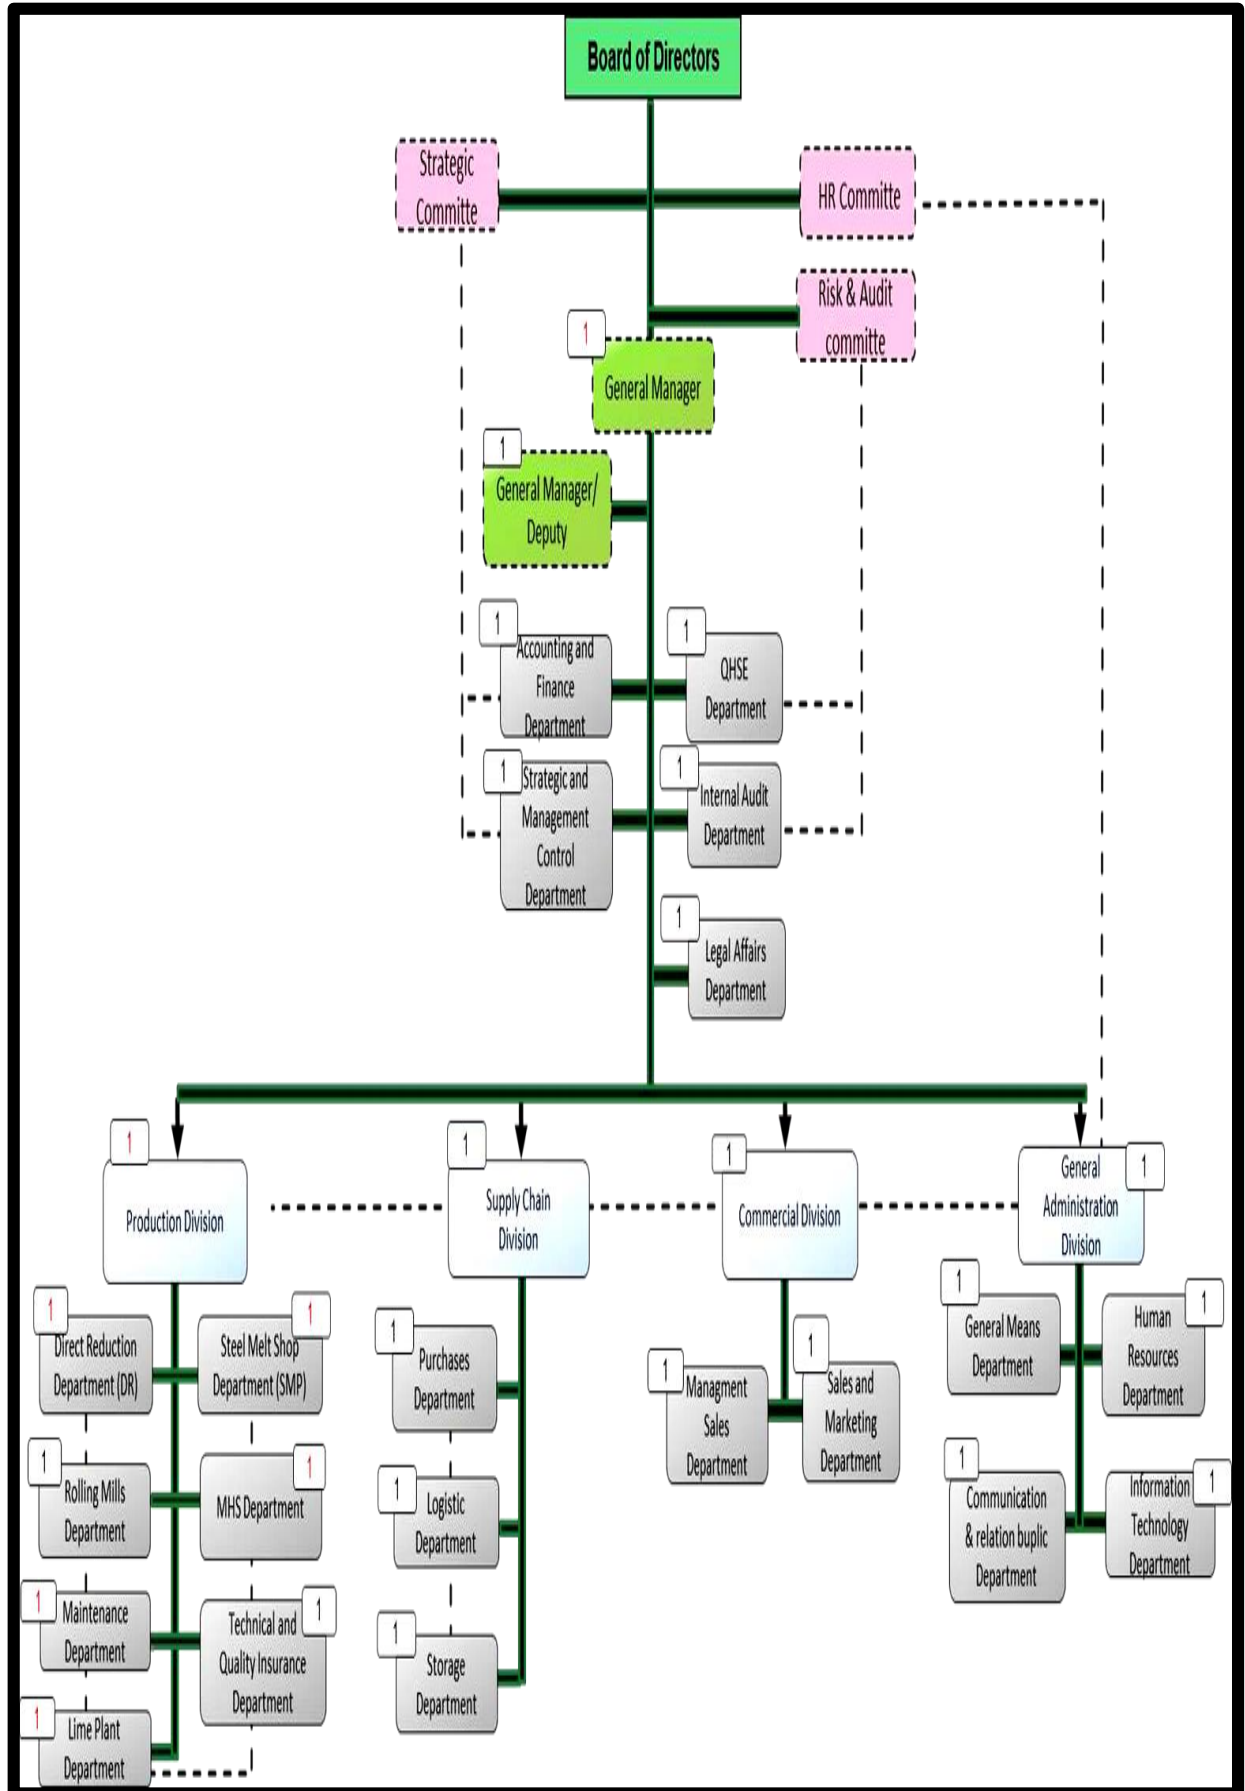 Board of Directors
Strategic
Committe
HR Committe
Risk & Audit
committe
1
General Manager
1
General Manager/
Deputy
1
Accounting and
Finance
Department
1
QHSE
Department
1
Strategic and
Management
Control
Department
1
Internal Audit
Department
1
Legal Affairs
Department
1
Production Division
1
Supply Chain
Division
1
Commercial Division
1
General
Administration
Division
1
Direct Reduction
Department (DR)
1
Steel Melt Shop
Department (SMP)
1
Rolling Mills
Department
1
MHS Department
1
Maintenance
Department
1
Technical and
Quality Insurance
Department
1
Lime Plant
Department
1
Purchases
Department
1
Logistic
Department
1
Storage
Department
1
Managment
Sales
Department
1
Sales and
Marketing
Department
1
General Means
Department
1
Human
Resources
Department
1
Communication
& relation buplic
Department
1
Information
Technology
Department